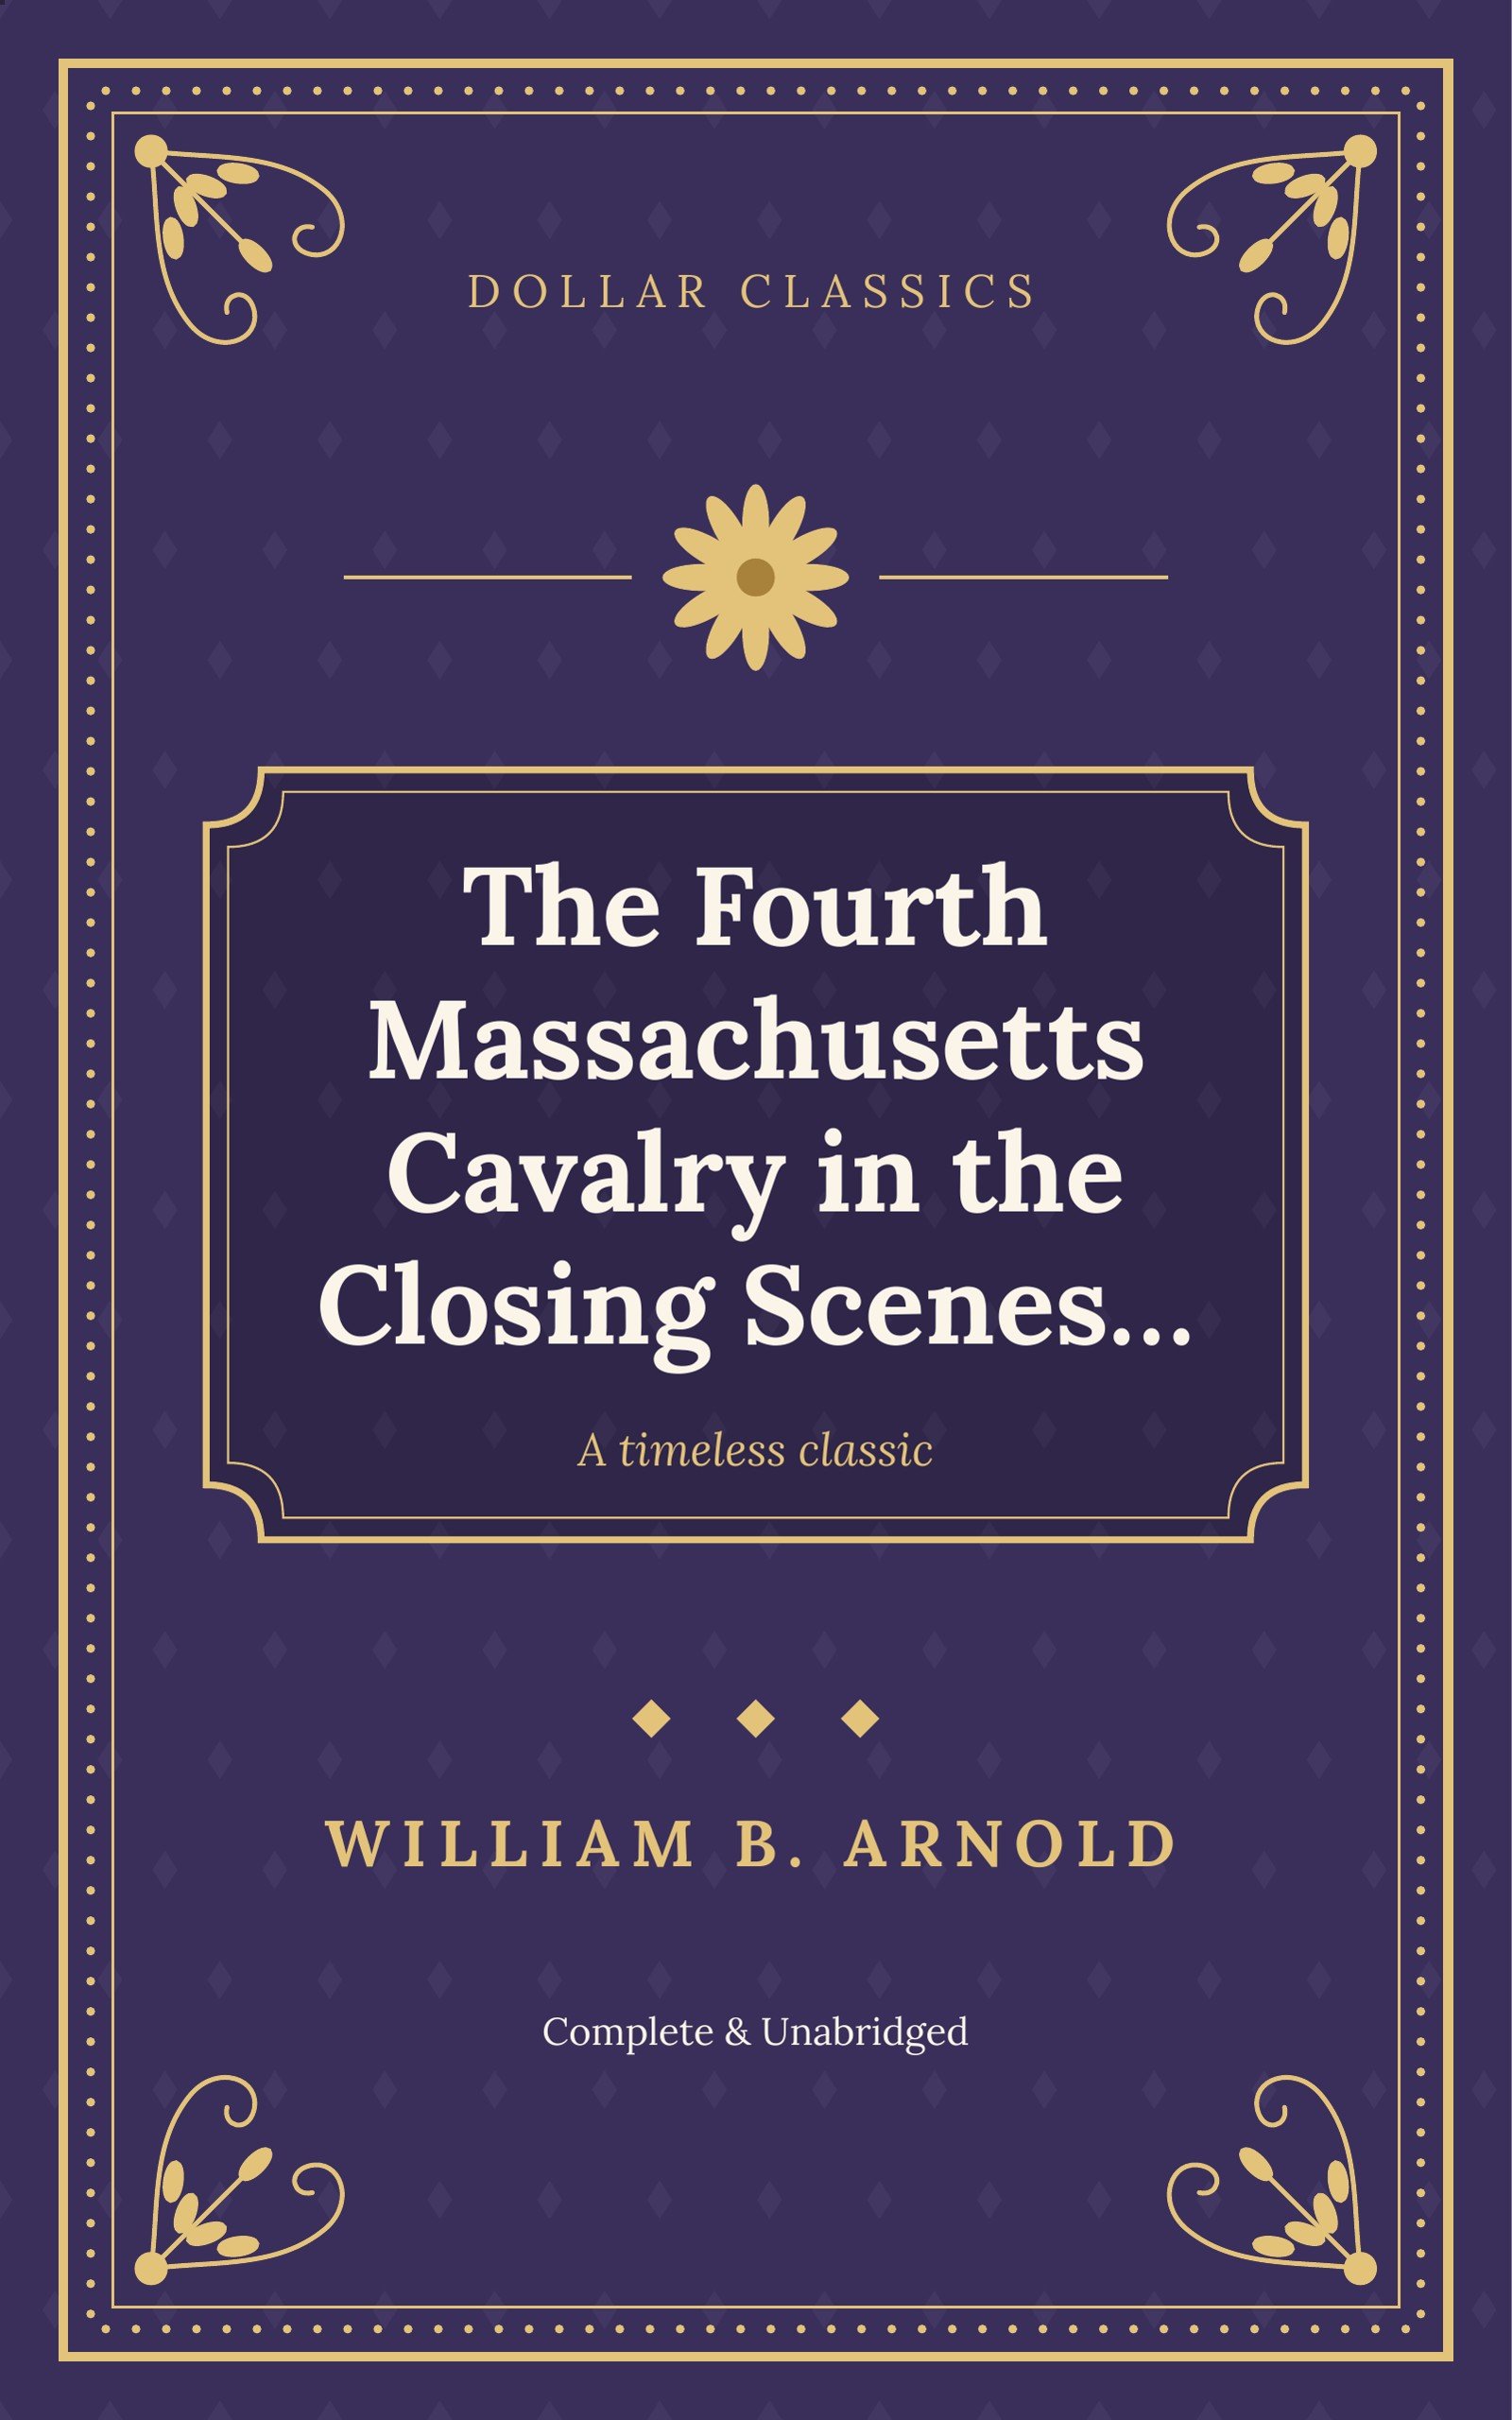 DOLLAR CLASSICS
The Fourth
Massachusetts
Cavalry in the
Closing Scenes...
A timeless classic
WILLIAM B. ARNOLD
Complete & Unabridged